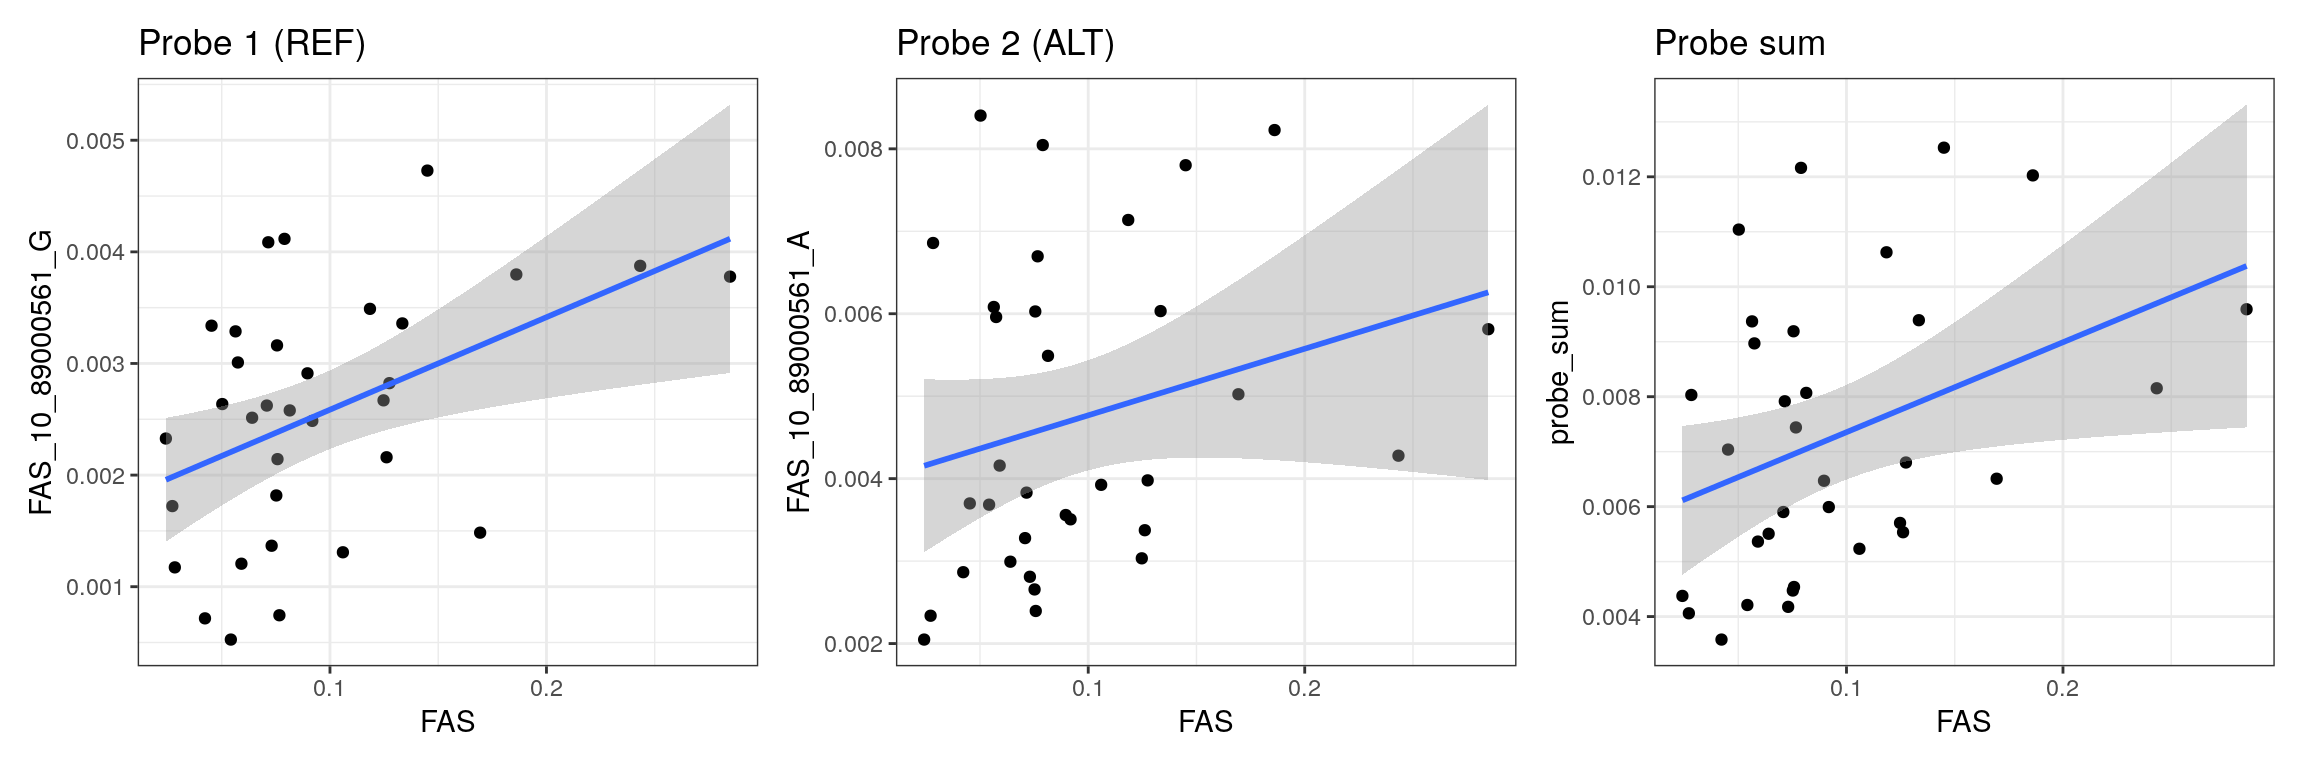 Probe 1 (REF)
FAS_10_89000561_G
0.005
0.004
0.003
0.002
0.001
0.1
0.2
FAS
Probe 2 (ALT)
FAS_10_89000561_A
0.008
0.006
0.004
0.002
0.1
0.2
FAS
Probe sum
probe_sum
0.012
0.010
0.008
0.006
0.004
0.1
0.2
FAS